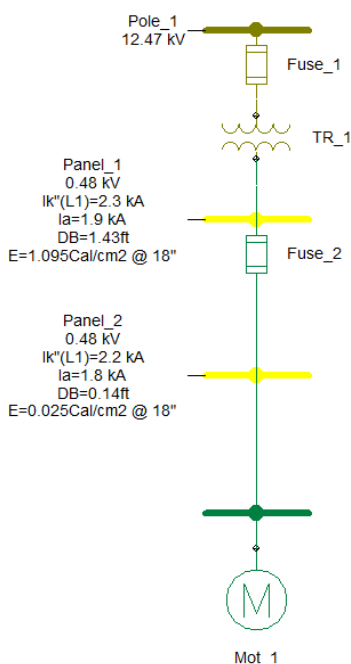 Pole_1
12.47 kV
Fuse_1
TR_1
Panel_1
0.48 kV
Ik"(L1)=2.3 kA
Ia=1.9 kA
DB=1.43ft
E=1.095Cal/cm2 @ 18"
Fuse_2
Panel_2
0.48 kV
Ik"(L1)=2.2 kA
Ia=1.8 kA
DB=0.14ft
E=0.025Cal/cm2 @ 18"
M
Mot_1